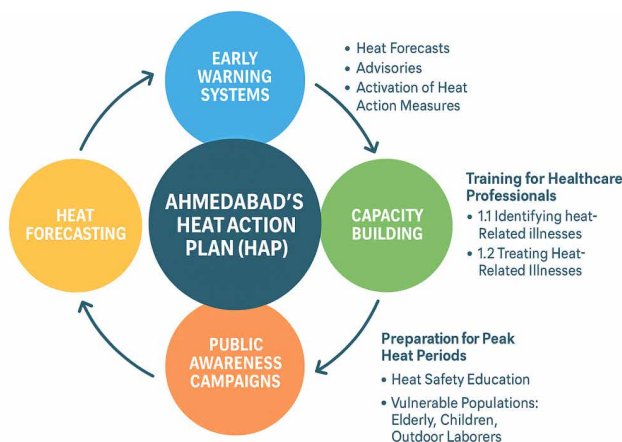 EARLY
WARNING
SYSTEMS
• Heat Forecasts
• Advisories
• Activation of Heat
Action Measures
HEAT
FORECASTING
AHMEDABAD'S
HEAT ACTION
PLAN (HAP)
CAPACITY
BUILDING
Training for Healthcare
Professionals
• 1.1 Identifying heat-
Related illnesses
• 1.2 Treating Heat-
Related Illnesses
PUBLIC
AWARENESS
CAMPAIGNS
Preparation for Peak
Heat Periods
• Heat Safety Education
• Vulnerable Populations:
Elderly, Children,
Outdoor Laborers